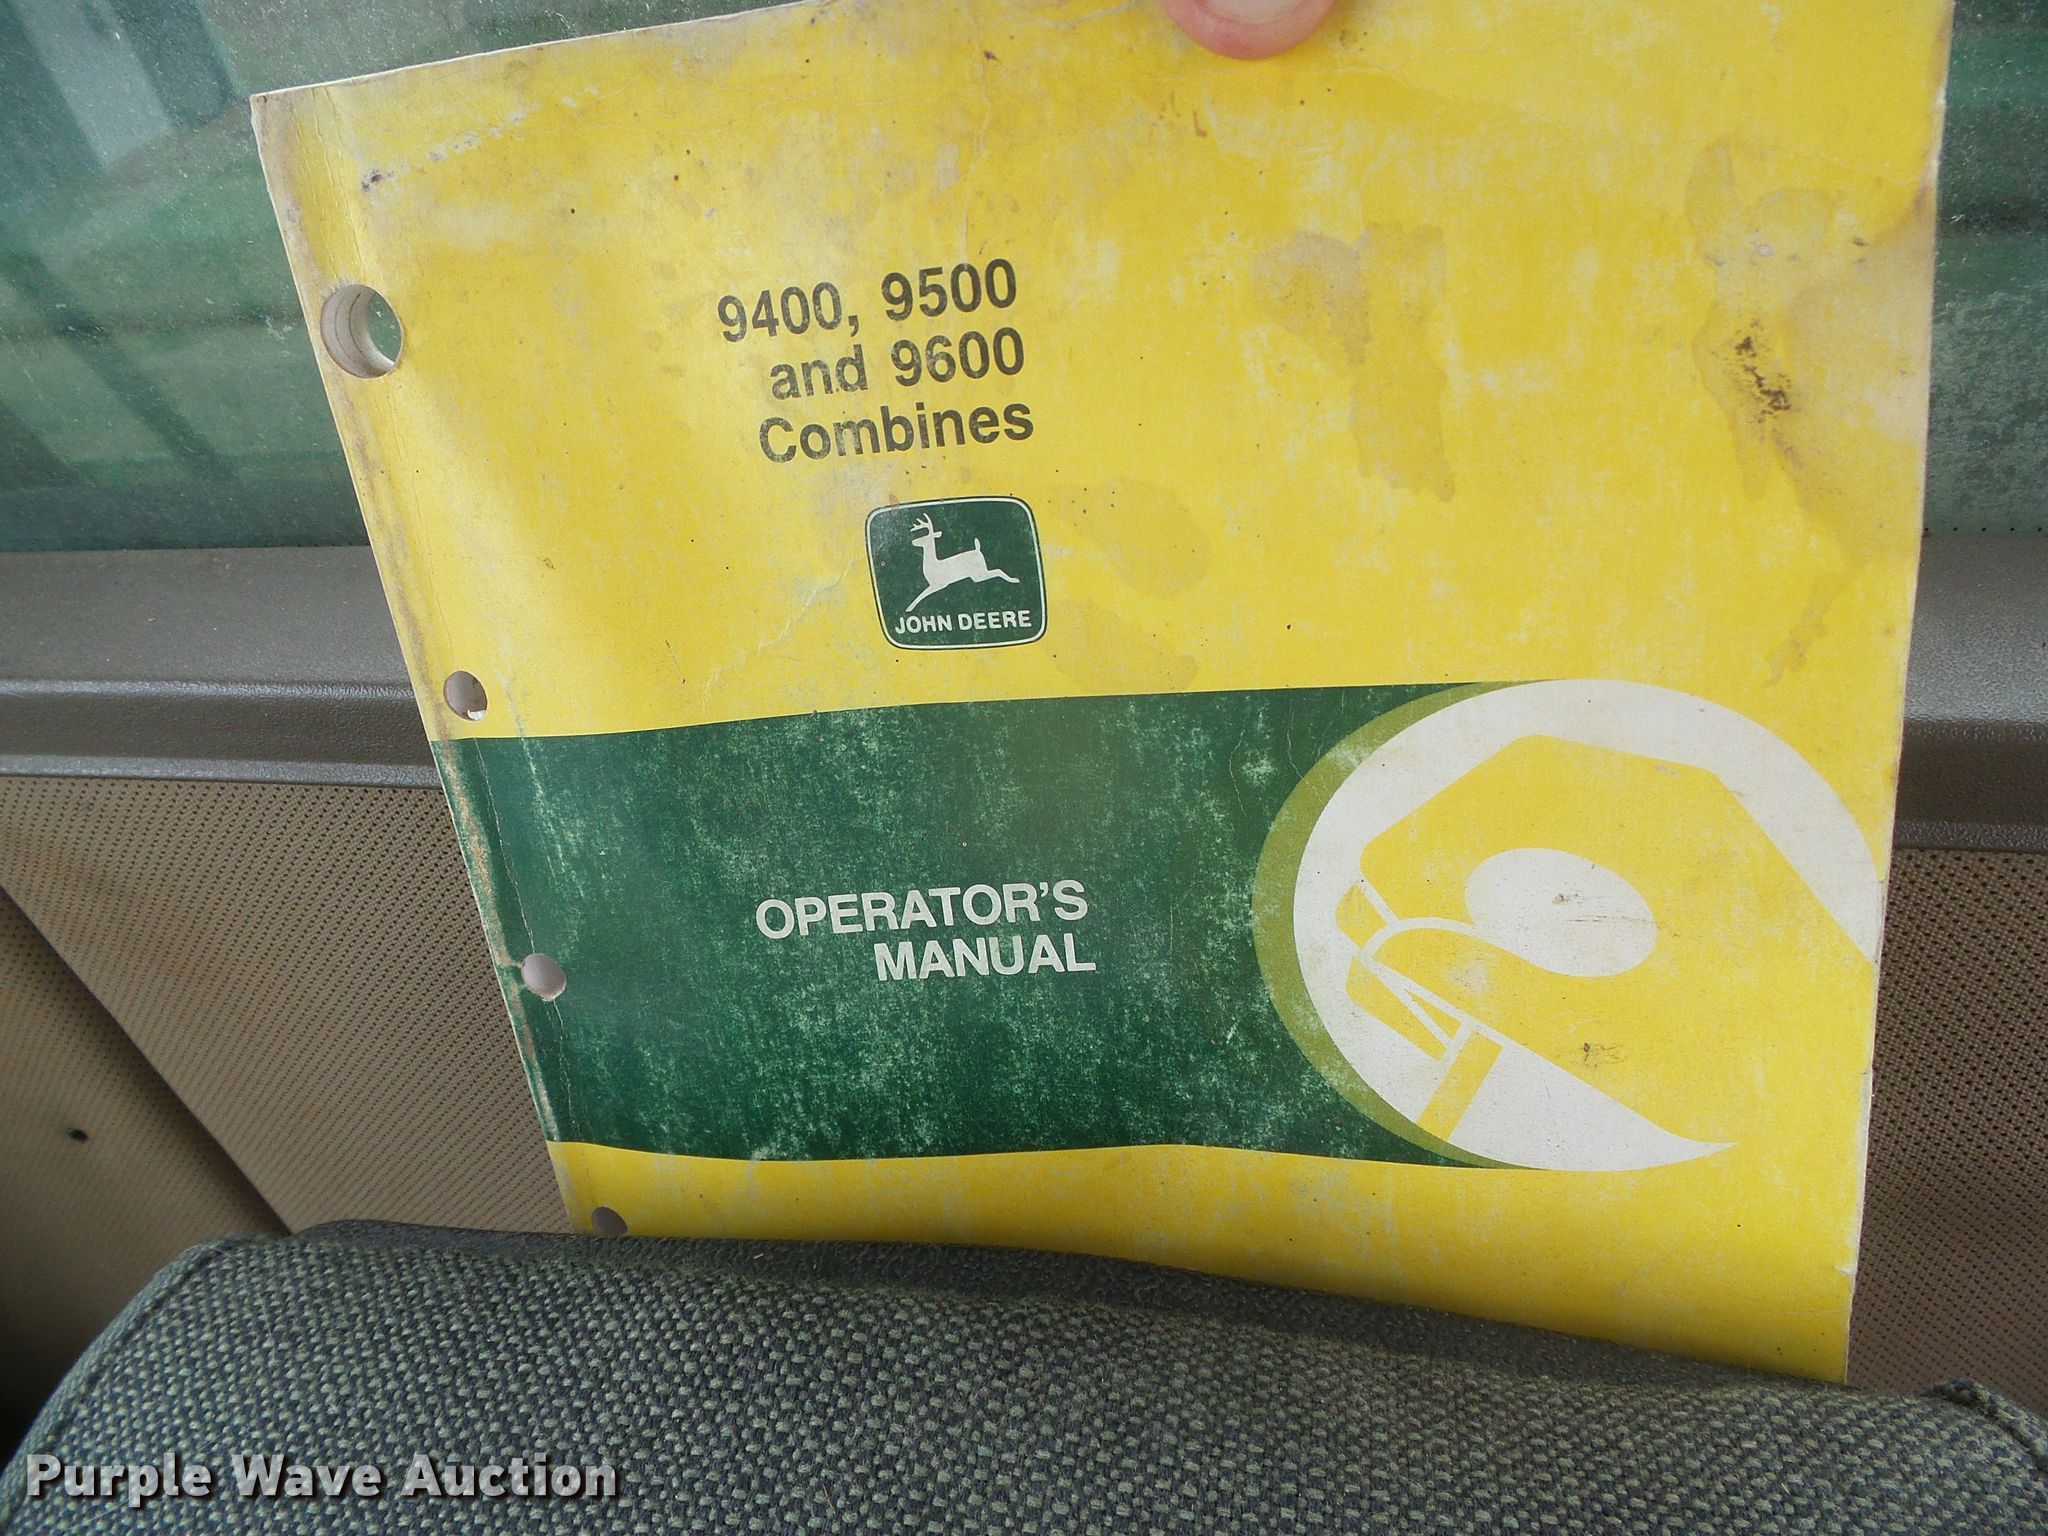 9400, 9500
and 9600
Combines
JOHN DEERE
OPERATOR'S
MANUAL
Purple Wave Auction